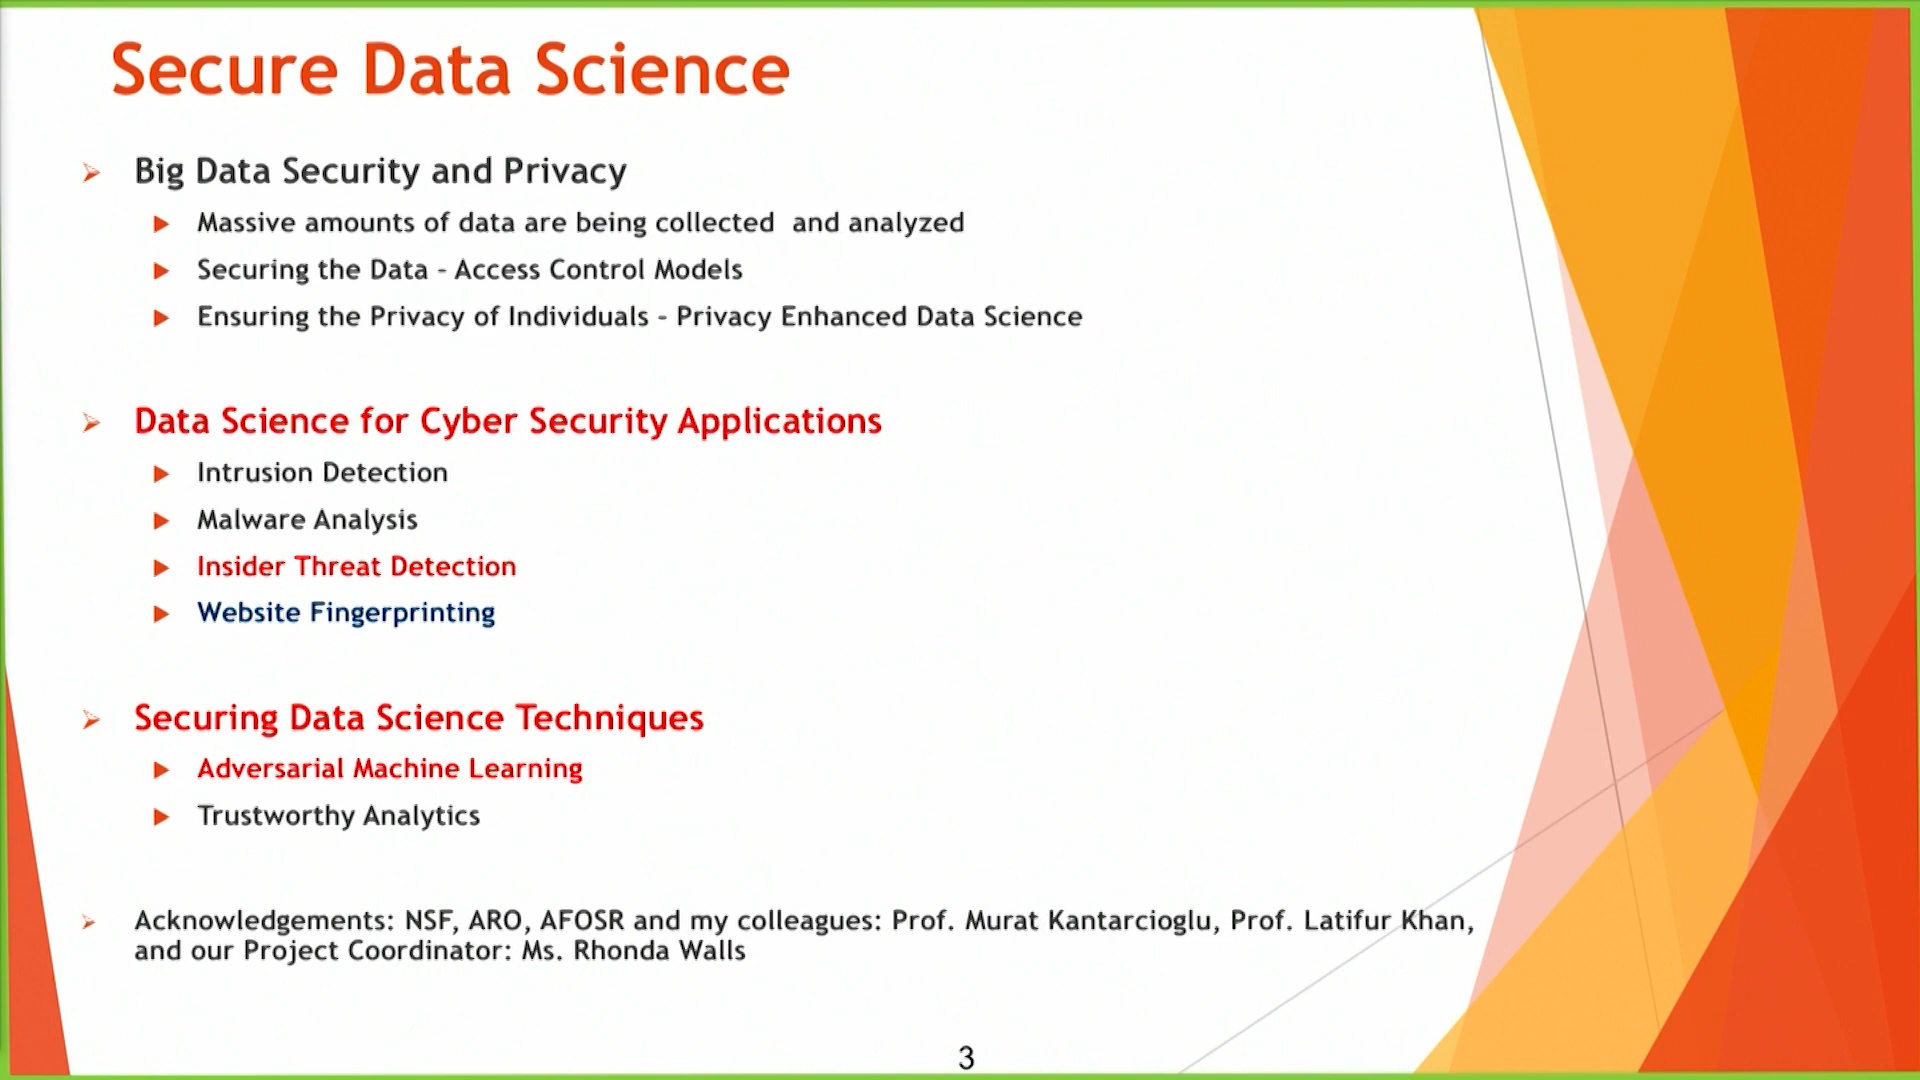 Secure Data Science
Big Data Security and Privacy
Massive amounts of data are being collected and analyzed
Securing the Data - Access Control Models
Ensuring the Privacy of Individuals - Privacy Enhanced Data Science
Data Science for Cyber Security Applications
Intrusion Detection
Malware Analysis
Insider Threat Detection
Website Fingerprinting
Securing Data Science Techniques
Adversarial Machine Learning
Trustworthy Analytics
Acknowledgements: NSF, ARO, AFOSR and my colleagues: Prof. Murat Kantarcioglu, Prof. Latifur Khan,
and our Project Coordinator: Ms. Rhonda Walls
3